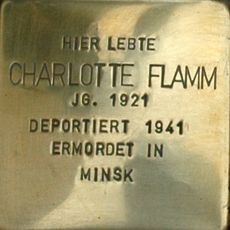 HIER LEBTE
CHARLOTTE FLAMM
JG. 1921
DEPORTIERT 1941
ERMORDET IN
MINSK